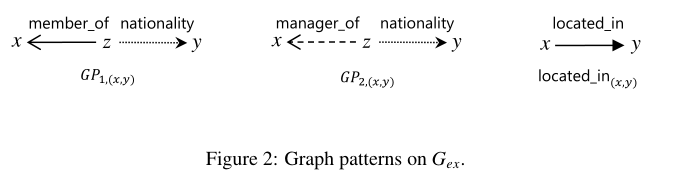 member_of nationality manager_of nationality located_in
x z y x z y x y
GP1,(x,y) GP2,(x,y) located_in(x,y)
Figure 2: Graph patterns on Gex.